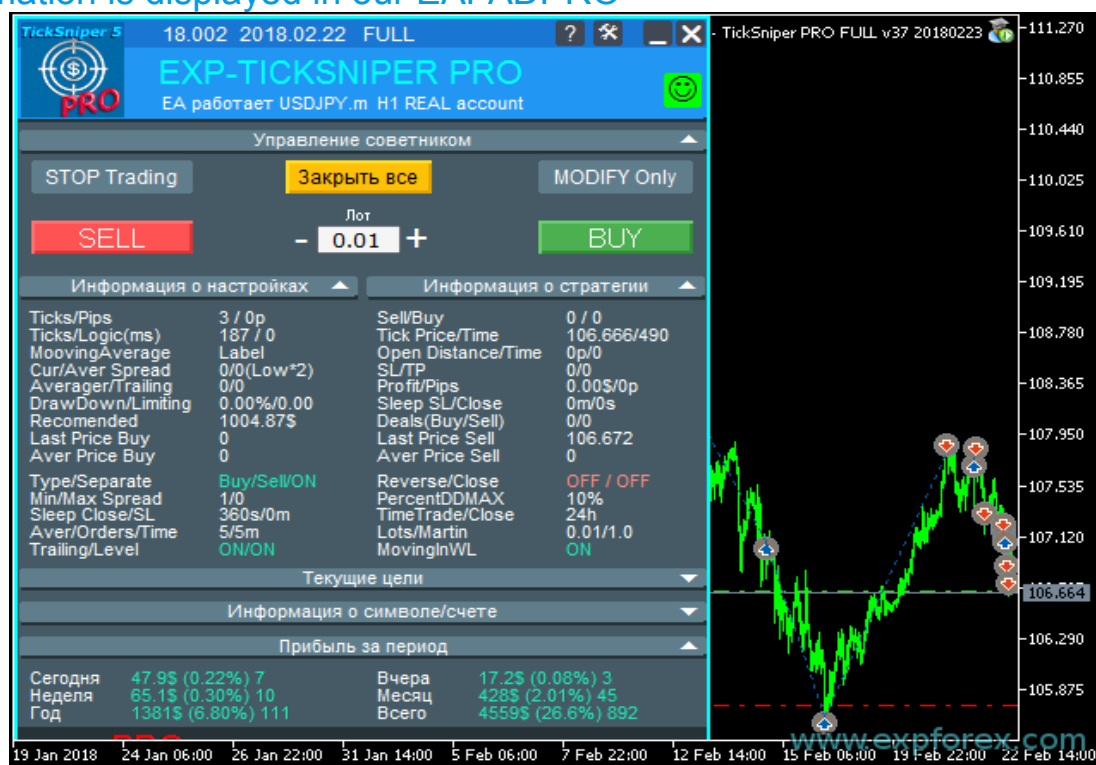 nation is displayed in our EAPADPRO
TickSniper 5
18.002 2018.02.22 FULL
? 
EXP-TICKSNIPER PRO
PRO
EA работает USDJPY.m H1 REAL account
- TickSniper PRO FULL v37 20180223
Управление советником
STOP Trading
Закрыть все
MODIFY Only
Лот
SELL
- 0.01 +
BUY
Информация о настройках
Информация о стратегии
Ticks/Pips 3 / 0p Sell/Buy 0 / 0
Ticks/Logic(ms) 187 / 0 Tick Price/Time 106.666/490
MoovingAverage Label Open Distance/Time 0p/0
Cur/Aver Spread 0/0(Low*2) SL/TP 0/0
Averager/Trailing 0/0 Profit/Pips 0.00$/0p
DrawDown/Limiting 0.00%/0.00 Sleep SL/Close 0m/0s
Recomended 1004.87$ Deals(Buy/Sell) 0/0
Last Price Buy 0 Last Price Sell 106.672
Aver Price Buy 0 Aver Price Sell 0
Type/Separate Buy/Sell/ON Reverse/Close OFF / OFF
Min/Max Spread 1/0 PercentDDMAX 10%
Sleep Close/SL 360s/0m TimeTrade/Close 24h
Aver/Orders/Time 5/5m Lots/Martin 0.01/1.0
Trailing/Level ON/ON MovingInWL ON
Текущие цели
Информация о символе/счете
Прибыль за период
Сегодня 47.9$ (0.22%) 7 Вчера 17.2$ (0.08%) 3
Неделя 65.1$ (0.30%) 10 Месяц 428$ (2.01%) 45
Год 1381$ (6.80%) 111 Всего 4559$ (26.6%) 892
111.270
110.855
110.440
110.025
109.610
109.195
108.780
108.365
107.950
107.535
107.120
106.664
106.290
105.875
www.expforex.com
19 Jan 2018 24 Jan 06:00 26 Jan 22:00 31 Jan 14:00 5 Feb 06:00 7 Feb 22:00 12 Feb 14:00 15 Feb 06:00 19 Feb 22:00 22 Feb 14:00